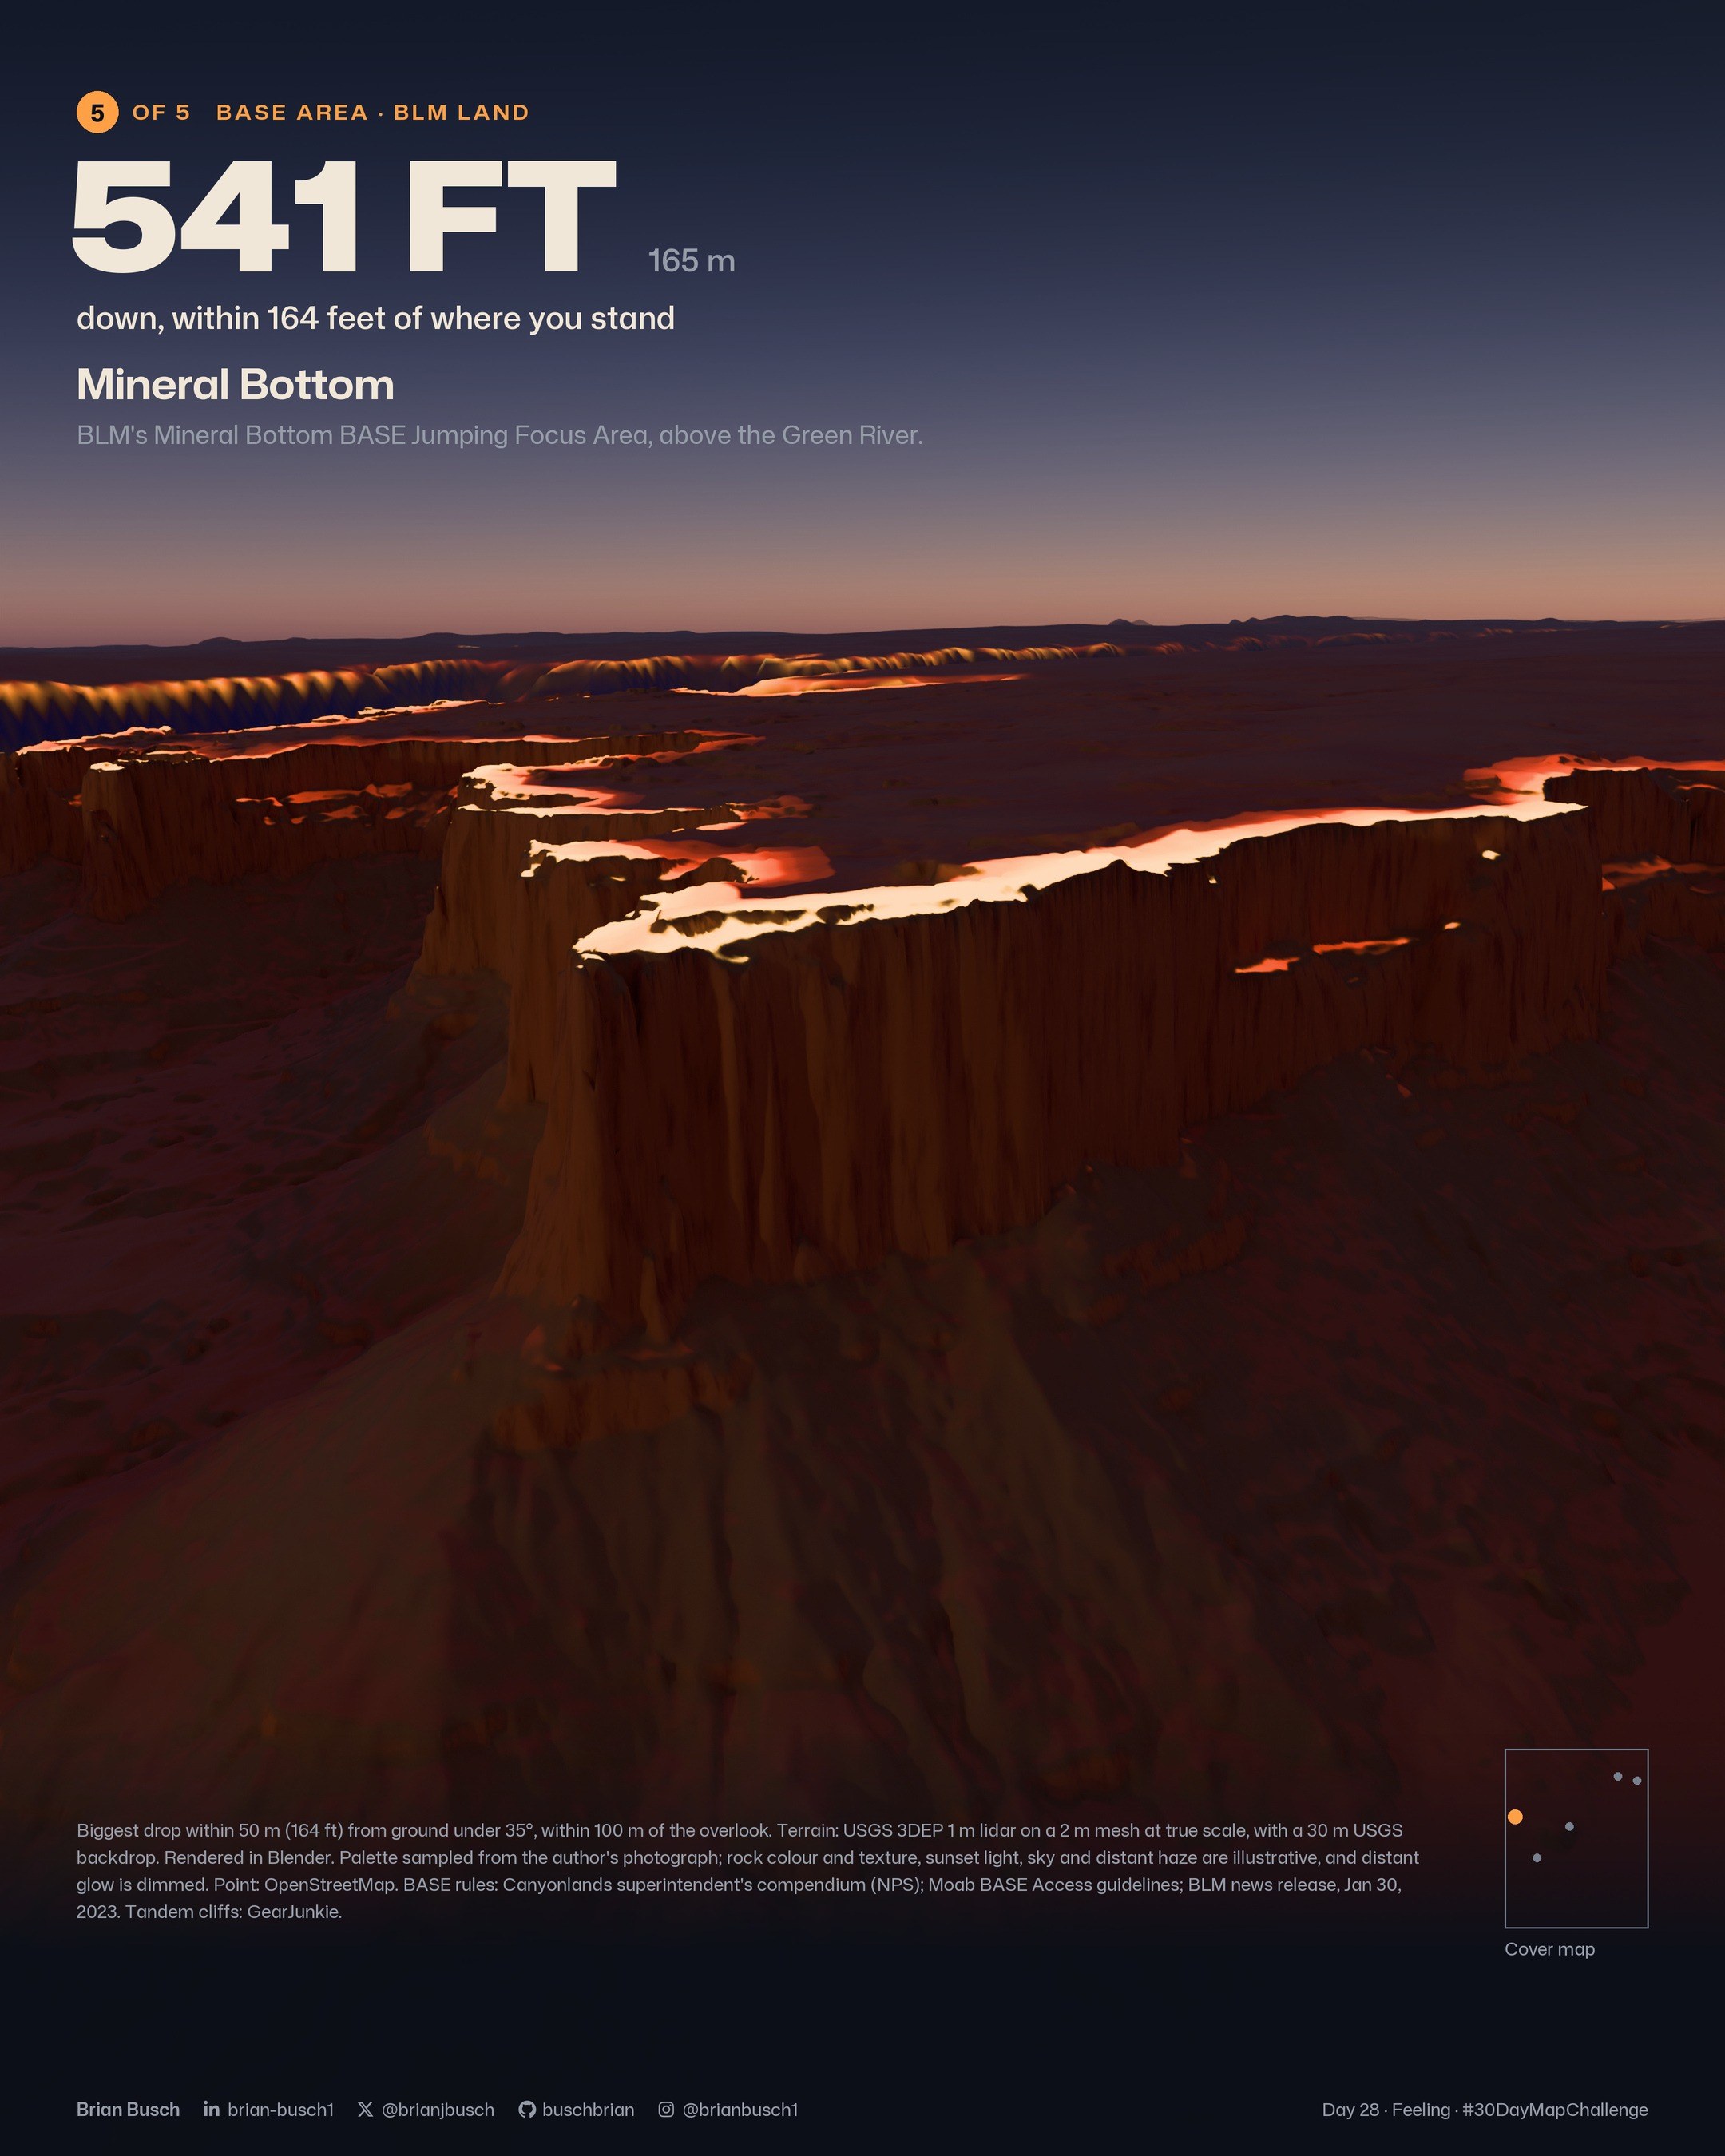 5 OF 5 BASE AREA · BLM LAND
541 FT 165 m
down, within 164 feet of where you stand
Mineral Bottom
BLM's Mineral Bottom BASE Jumping Focus Area, above the Green River.
Biggest drop within 50 m (164 ft) from ground under 35°, within 100 m of the overlook. Terrain: USGS 3DEP 1 m lidar on a 2 m mesh at true scale, with a 30 m USGS
backdrop. Rendered in Blender. Palette sampled from the author's photograph; rock colour and texture, sunset light, sky and distant haze are illustrative, and distant
glow is dimmed. Point: OpenStreetMap. BASE rules: Canyonlands superintendent's compendium (NPS); Moab BASE Access guidelines; BLM news release, Jan 30,
2023. Tandem cliffs: GearJunkie.
Cover map
Brian Busch brian-busch1 @brianjbusch buschbrian @brianbusch1
Day 28 · Feeling · #30DayMapChallenge